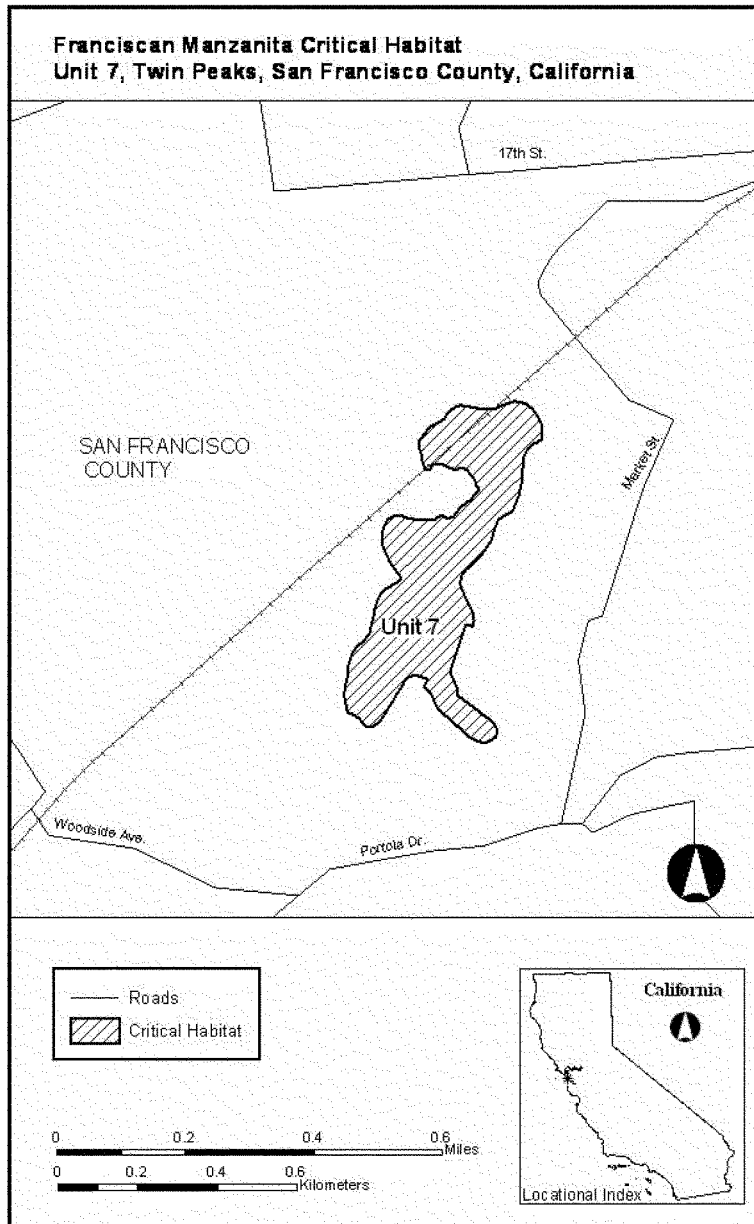 Franciscan Manzanita Critical Habitat
Unit 7, Twin Peaks, San Francisco County, California
17th St.
SAN FRANCISCO
COUNTY
Market St.
Unit 7
Woodside Ave.
Portola Dr.
Roads
Critical Habitat
California
0 0.2 0.4 0.6
Miles
0 0.2 0.4 0.6
Kilometers
Locational Index